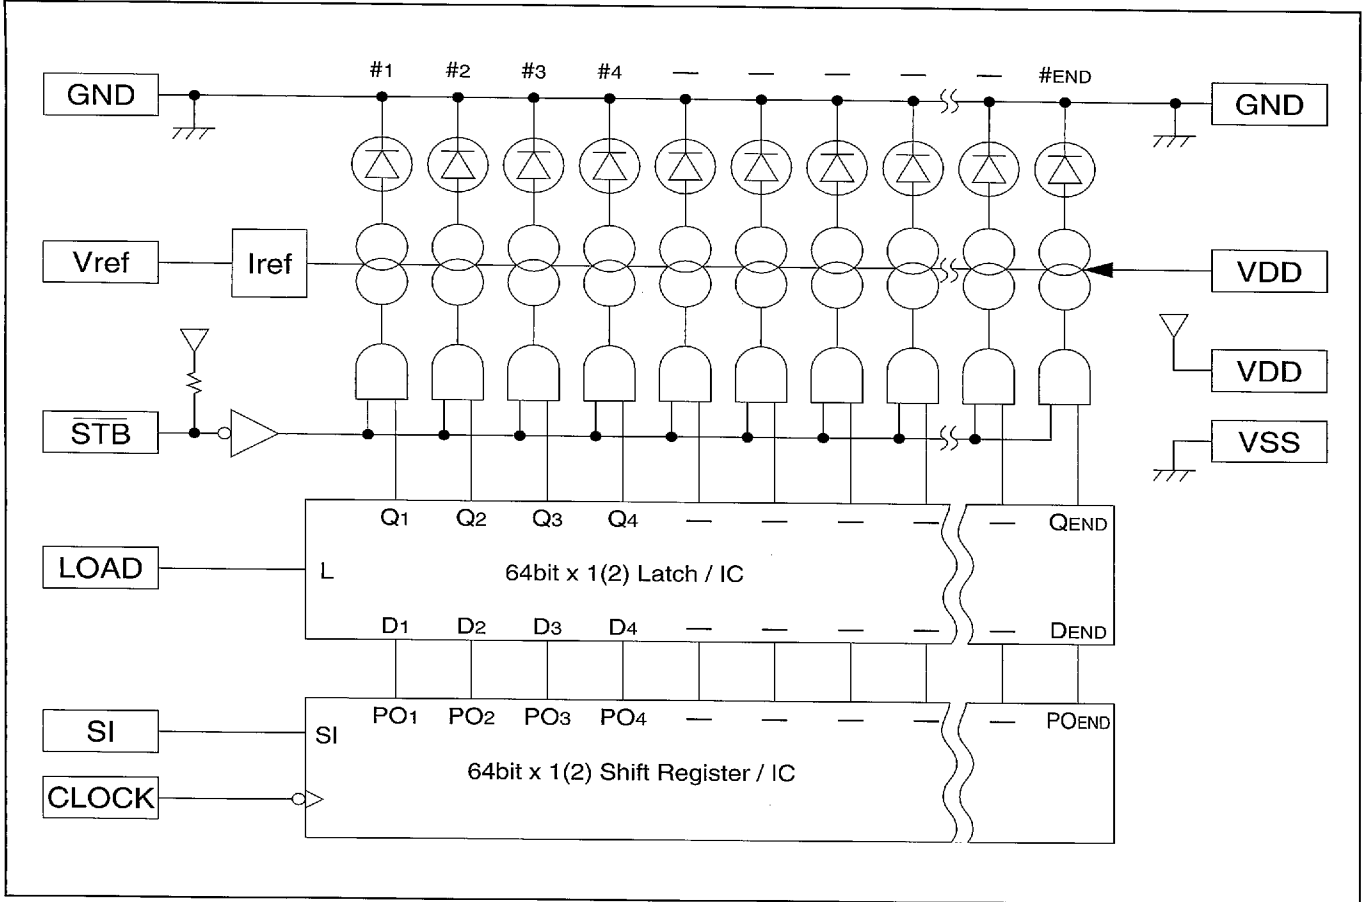 #1 #2 #3 #4 — — — — — #END
GND
GND
Vref
Iref
VDD
VDD
STB
VSS
Q1 Q2 Q3 Q4 — — — — — QEND
LOAD
L
64bit x 1(2) Latch / IC
D1 D2 D3 D4 — — — — — DEND
PO1 PO2 PO3 PO4 — — — — — POEND
SI
SI
64bit x 1(2) Shift Register / IC
CLOCK